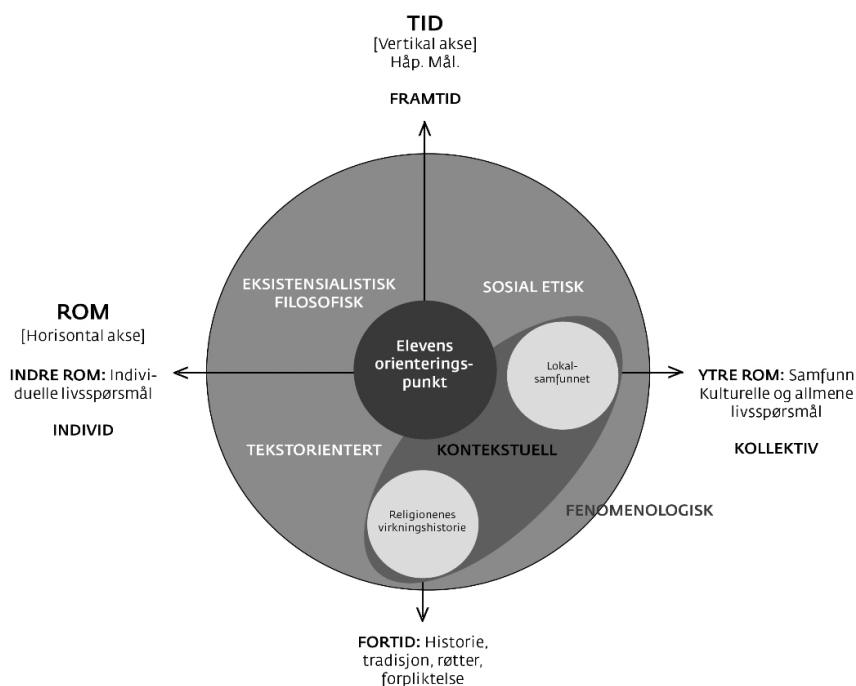 TID
[Vertikal akse]
Håp. Mål.
FRAMTID
EKSISTENSIALISTISK
FILOSOFISK
SOSIAL ETISK
ROM
[Horisontal akse]
INDRE ROM: Indivi-
duelle livsspørsmål
INDIVID
Elevens
orienterings-
punkt
Lokal-
samfunnet
YTRE ROM: Samfunn
Kulturelle og allmene
livsspørsmål
KOLLEKTIV
TEKSTORIENTERT
KONTEKSTUELL
Religionenes
virkningshistorie
FENOMENOLOGISK
FORTID: Historie,
tradisjon, røtter,
forpliktelse